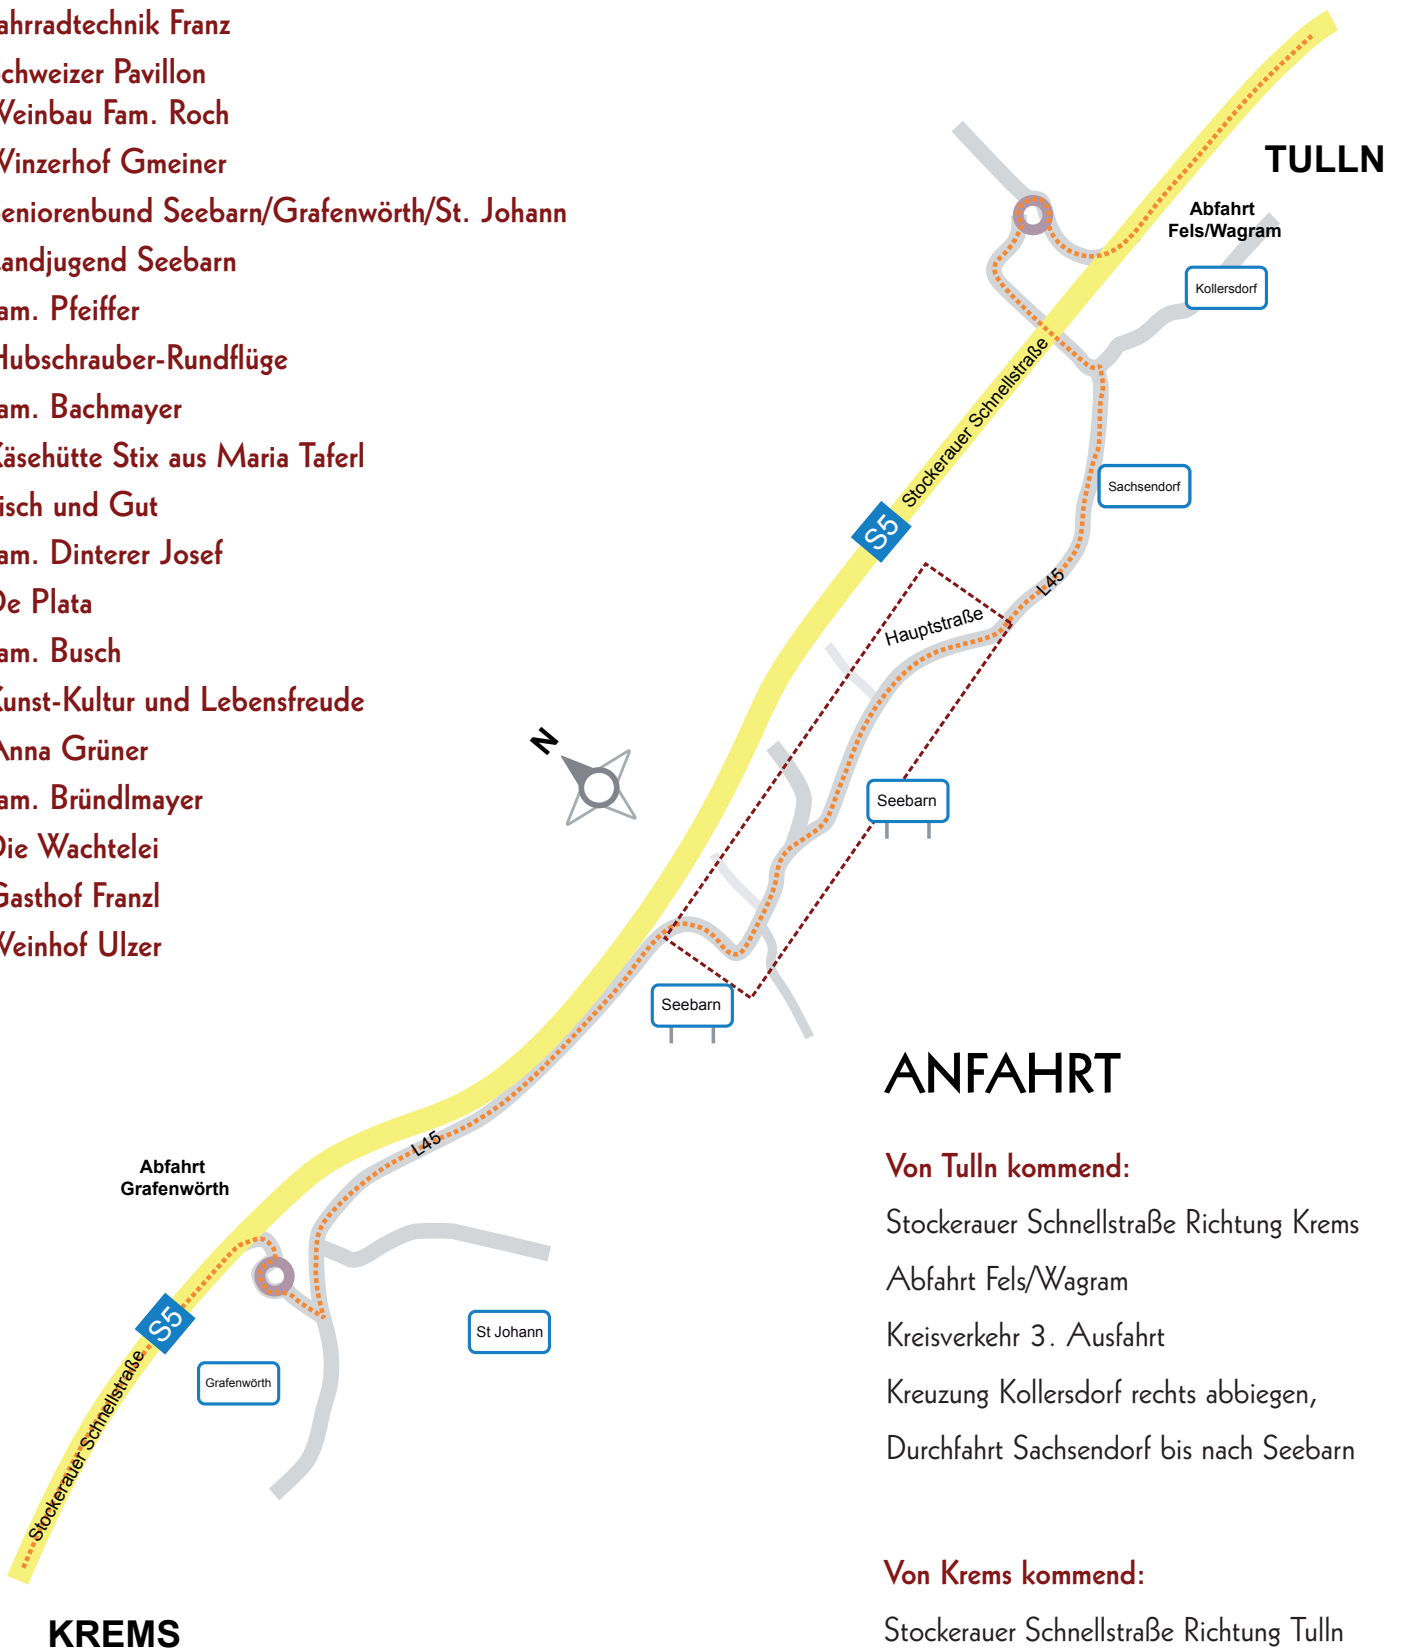 ahrradtechnik Franz
chweizer Pavillon
Weinbau Fam. Roch
Winzerhof Gmeiner
eniorenbund Seebarn/Grafenwörth/St. Johann
andjugend Seebarn
am. Pfeiffer
Hubschrauber-Rundflüge
am. Bachmayer
Käsehütte Stix aus Maria Taferl
isch und Gut
am. Dinterer Josef
De Plata
am. Busch
Kunst-Kultur und Lebensfreude
Anna Grüner
am. Bründlmayer
Die Wachtelei
Gasthof Franzl
Weinhof Ulzer
TULLN
Abfahrt
Fels/Wagram
Kollersdorf
Stockerauer Schnellstraße
Sachsendorf
S5
L45
Hauptstraße
N
Seebarn
Seebarn
L45
Abfahrt
Grafenwörth
S5
St Johann
Grafenwörth
Stockerauer Schnellstraße
KREMS
ANFAHRT
Von Tulln kommend:
Stockerauer Schnellstraße Richtung Krems
Abfahrt Fels/Wagram
Kreisverkehr 3. Ausfahrt
Kreuzung Kollersdorf rechts abbiegen,
Durchfahrt Sachsendorf bis nach Seebarn
Von Krems kommend:
Stockerauer Schnellstraße Richtung Tulln